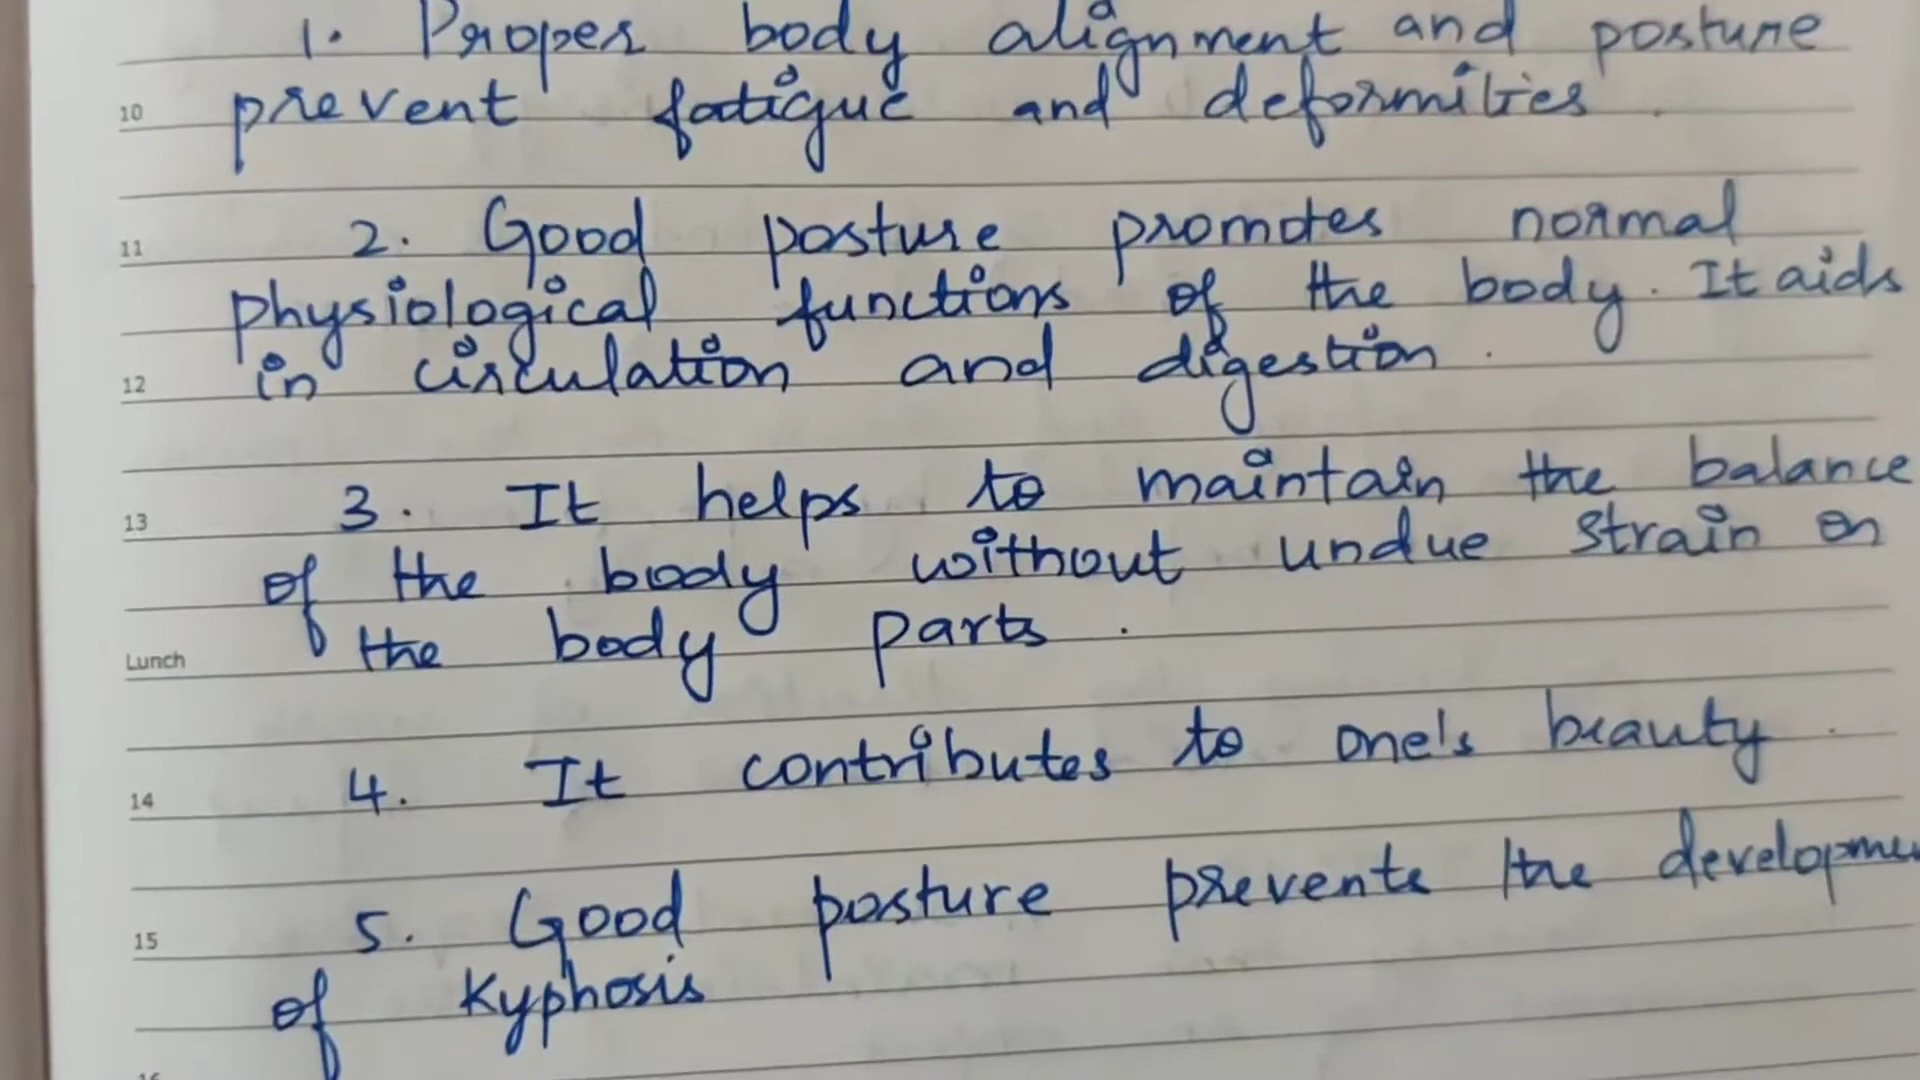 1. Proper body alignment and posture
10 prevent fatigue and deformities.
11 2. Good posture promotes normal
physiological functions of the body. It aids
12 in circulation and digestion.
13 3. It helps to maintain the balance
of the body without undue strain on
Lunch the body parts.
14 4. It contributes to one's beauty.
15 5. Good posture prevents the developme
of Kyphosis